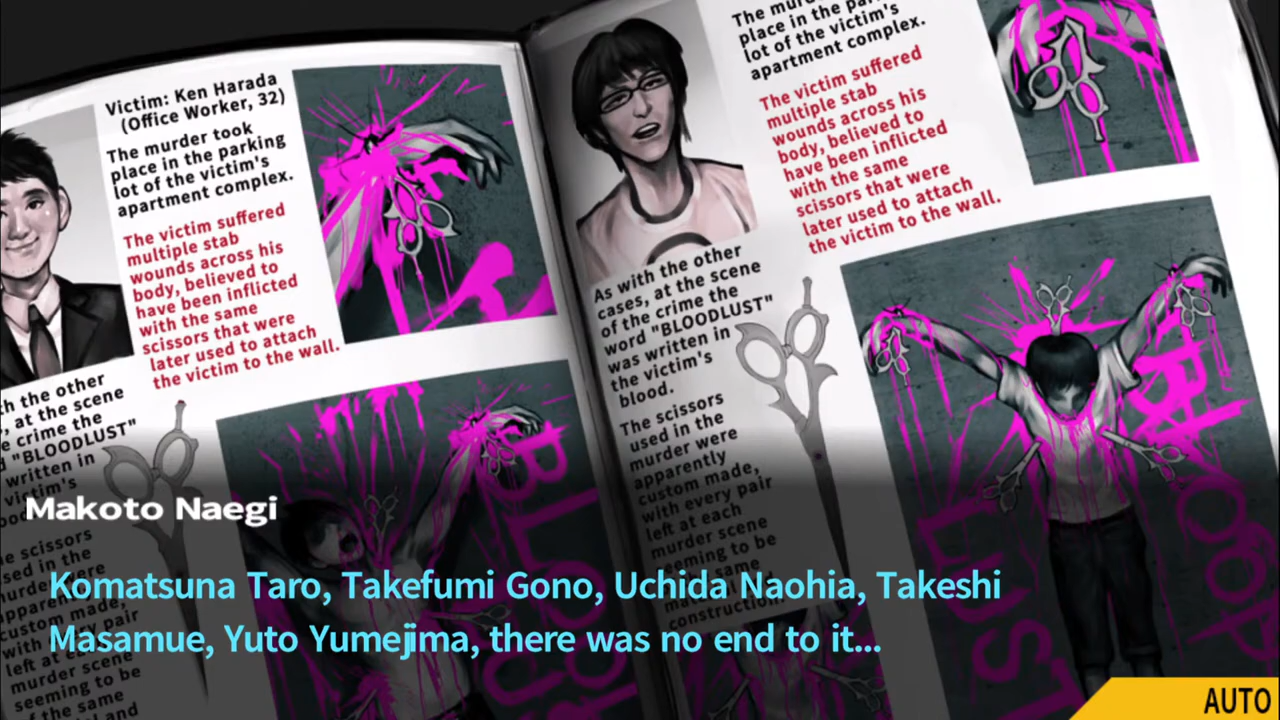 Victim: Ken Harada
(Office Worker, 32)
The murder took
place in the parking
lot of the victim's
apartment complex.
The victim suffered
multiple stab
wounds across his
body, believed to
have been inflicted
with the same
scissors that were
later used to attach
the victim to the wall.
the other
, at the scene
e crime the
"BLOODLUST"
written in
victim's
e scissors
sed in the
murder were
custom made,
with every pair
left at
murder scene
seeming to be
of the same
and
BLOOD
The murder took
place in the
lot of the victim's
apartment complex.
The victim suffered
multiple stab
wounds across his
body, believed to
have been inflicted
with the same
scissors that were
later used to attach
the victim to the wall.
As with the other
cases, at the scene
of the crime the
word "BLOODLUST"
was written in
the victim's
blood.
The scissors
used in the
murder were
apparently
custom made,
with every pair
left at each
murder scene
seeming to be
same
construction.
BLOOD
LUST
Makoto Naegi
Komatsuna Taro, Takefumi Gono, Uchida Naohia, Takeshi
Masamue, Yuto Yumejima, there was no end to it...
AUTO